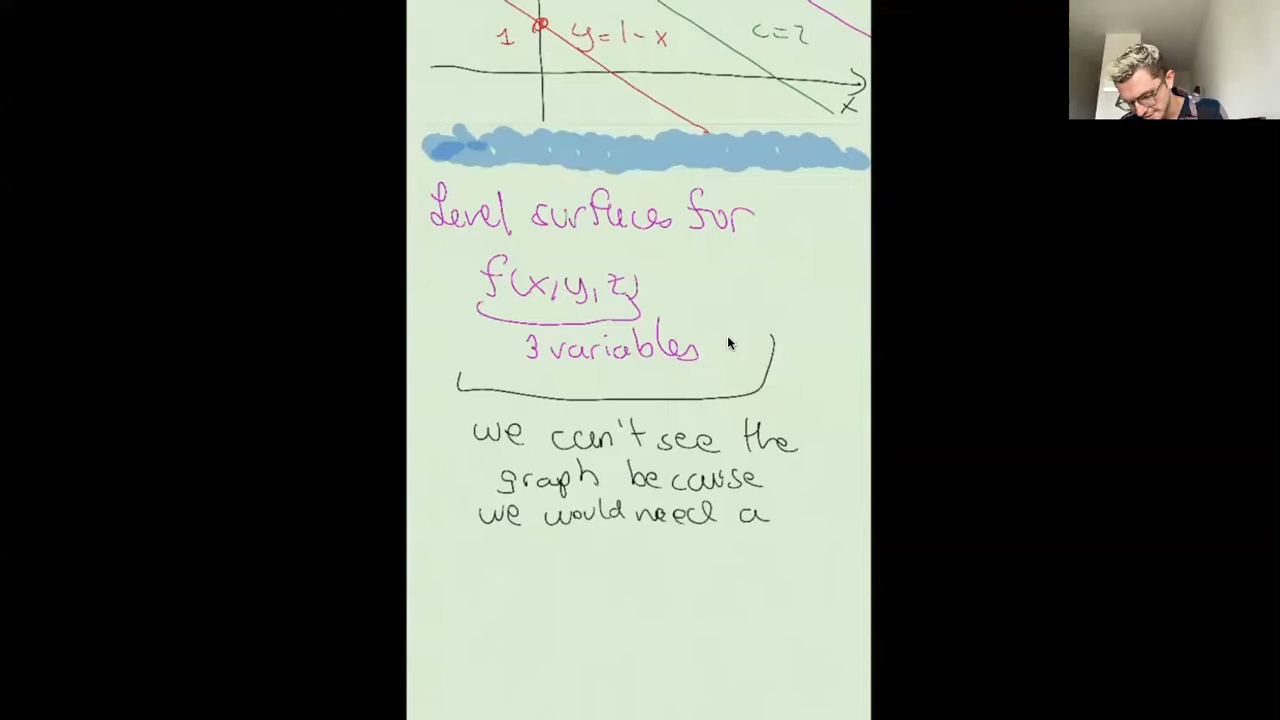 1 y=1-x c=2
x
Level surfaces for
f(x,y,z)
3 variables
we can't see the
graph because
we would need a